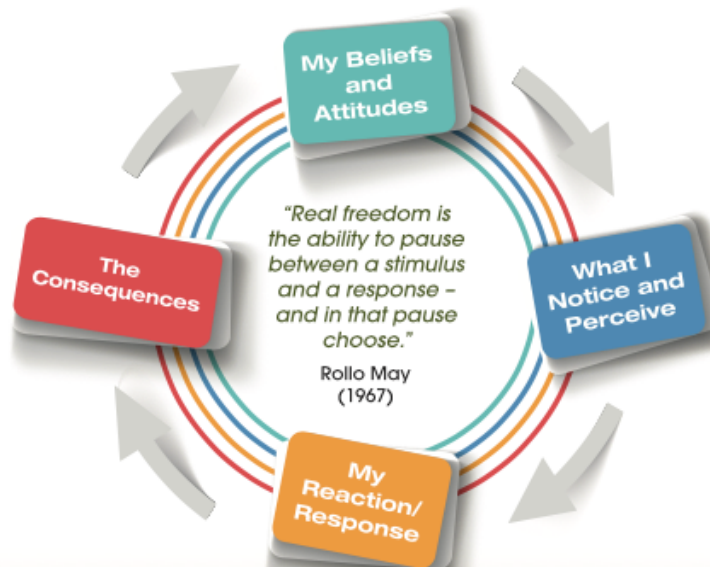 My Beliefs
and
Attitudes
What I
Notice and
Perceive
My
Reaction/
Response
The
Consequences
“Real freedom is
the ability to pause
between a stimulus
and a response –
and in that pause
choose.”
Rollo May
(1967)